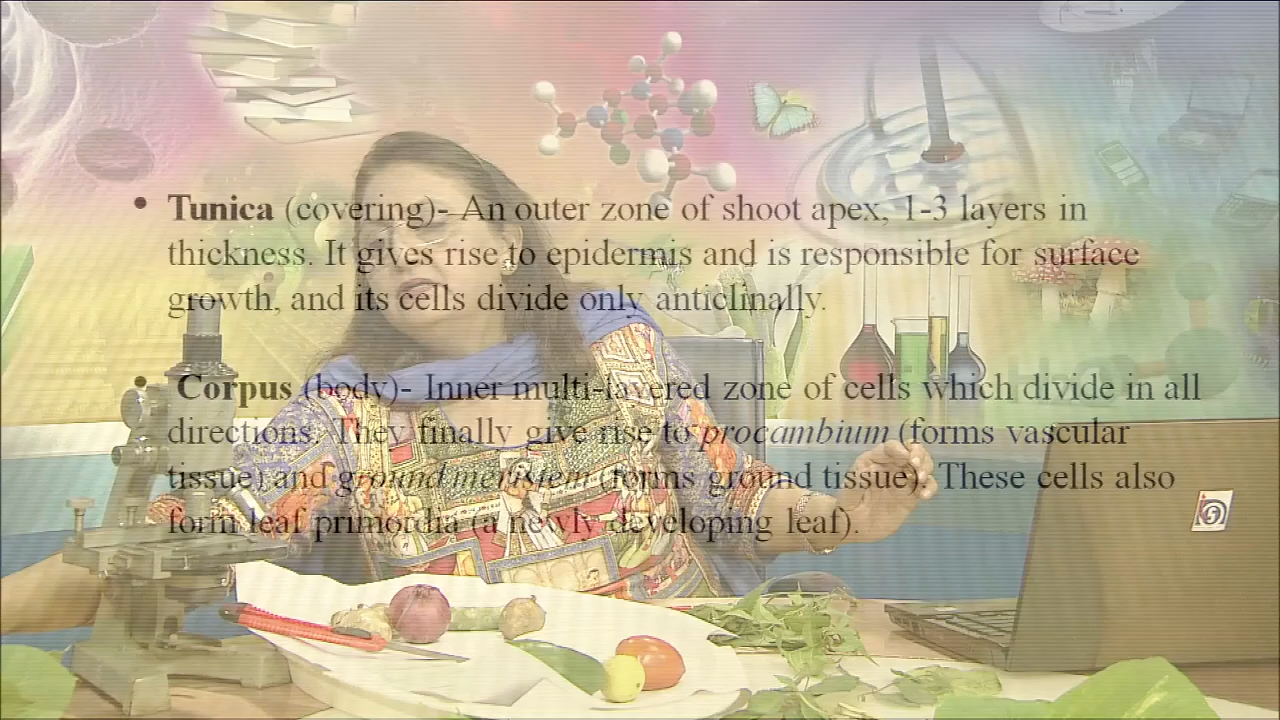 • Tunica (covering)- An outer zone of shoot apex, 1-3 layers in
thickness. It gives rise to epidermis and is responsible for surface
growth, and its cells divide only anticlinally.
• Corpus (body)- Inner multi-layered zone of cells which divide in all
directions. They finally give rise to procambium (forms vascular
tissue) and ground meristem (forms ground tissue). These cells also
form leaf primordia (a newly developing leaf).